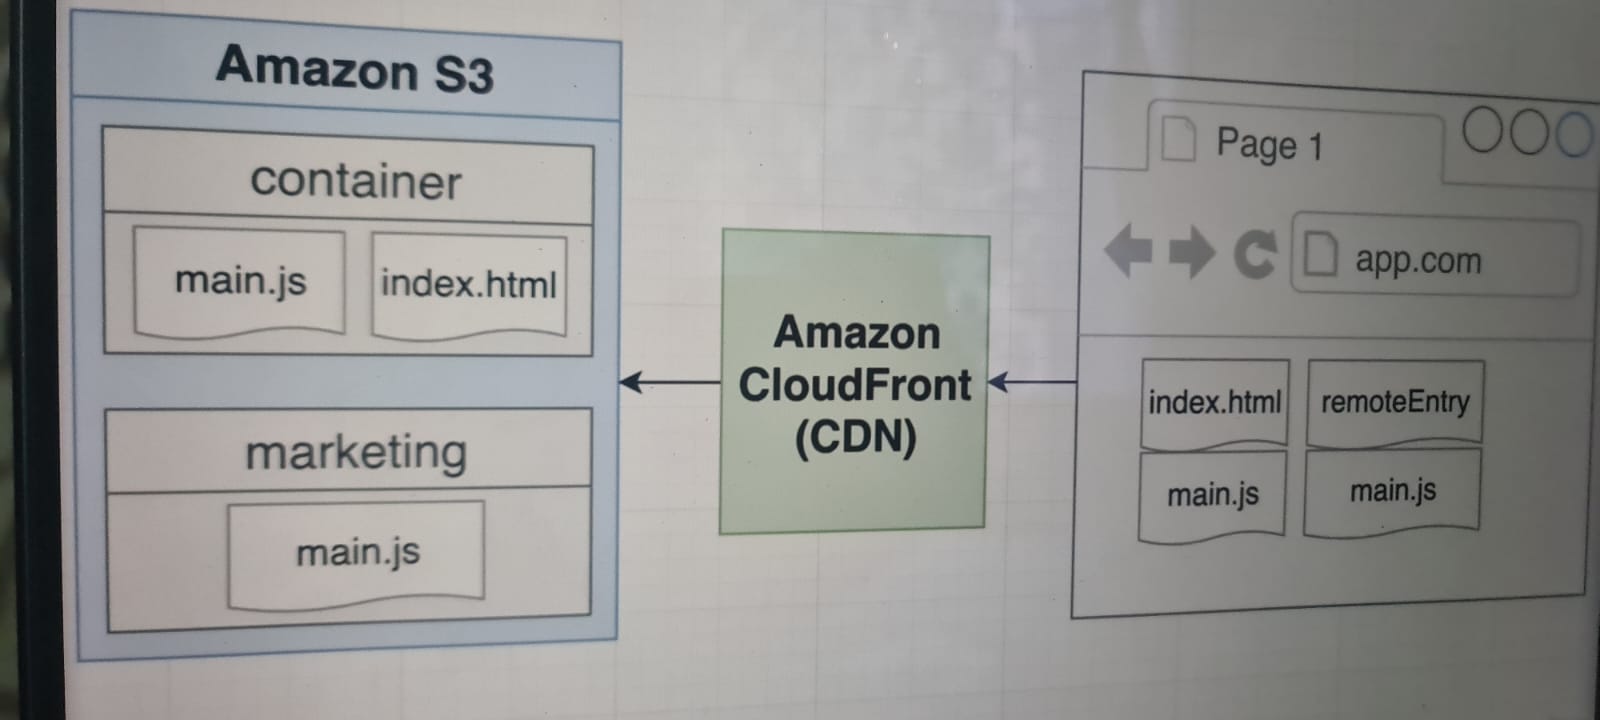 Amazon S3
container
main.js
index.html
marketing
main.js
Amazon
CloudFront
(CDN)
Page 1
app.com
index.html
remoteEntry
main.js
main.js